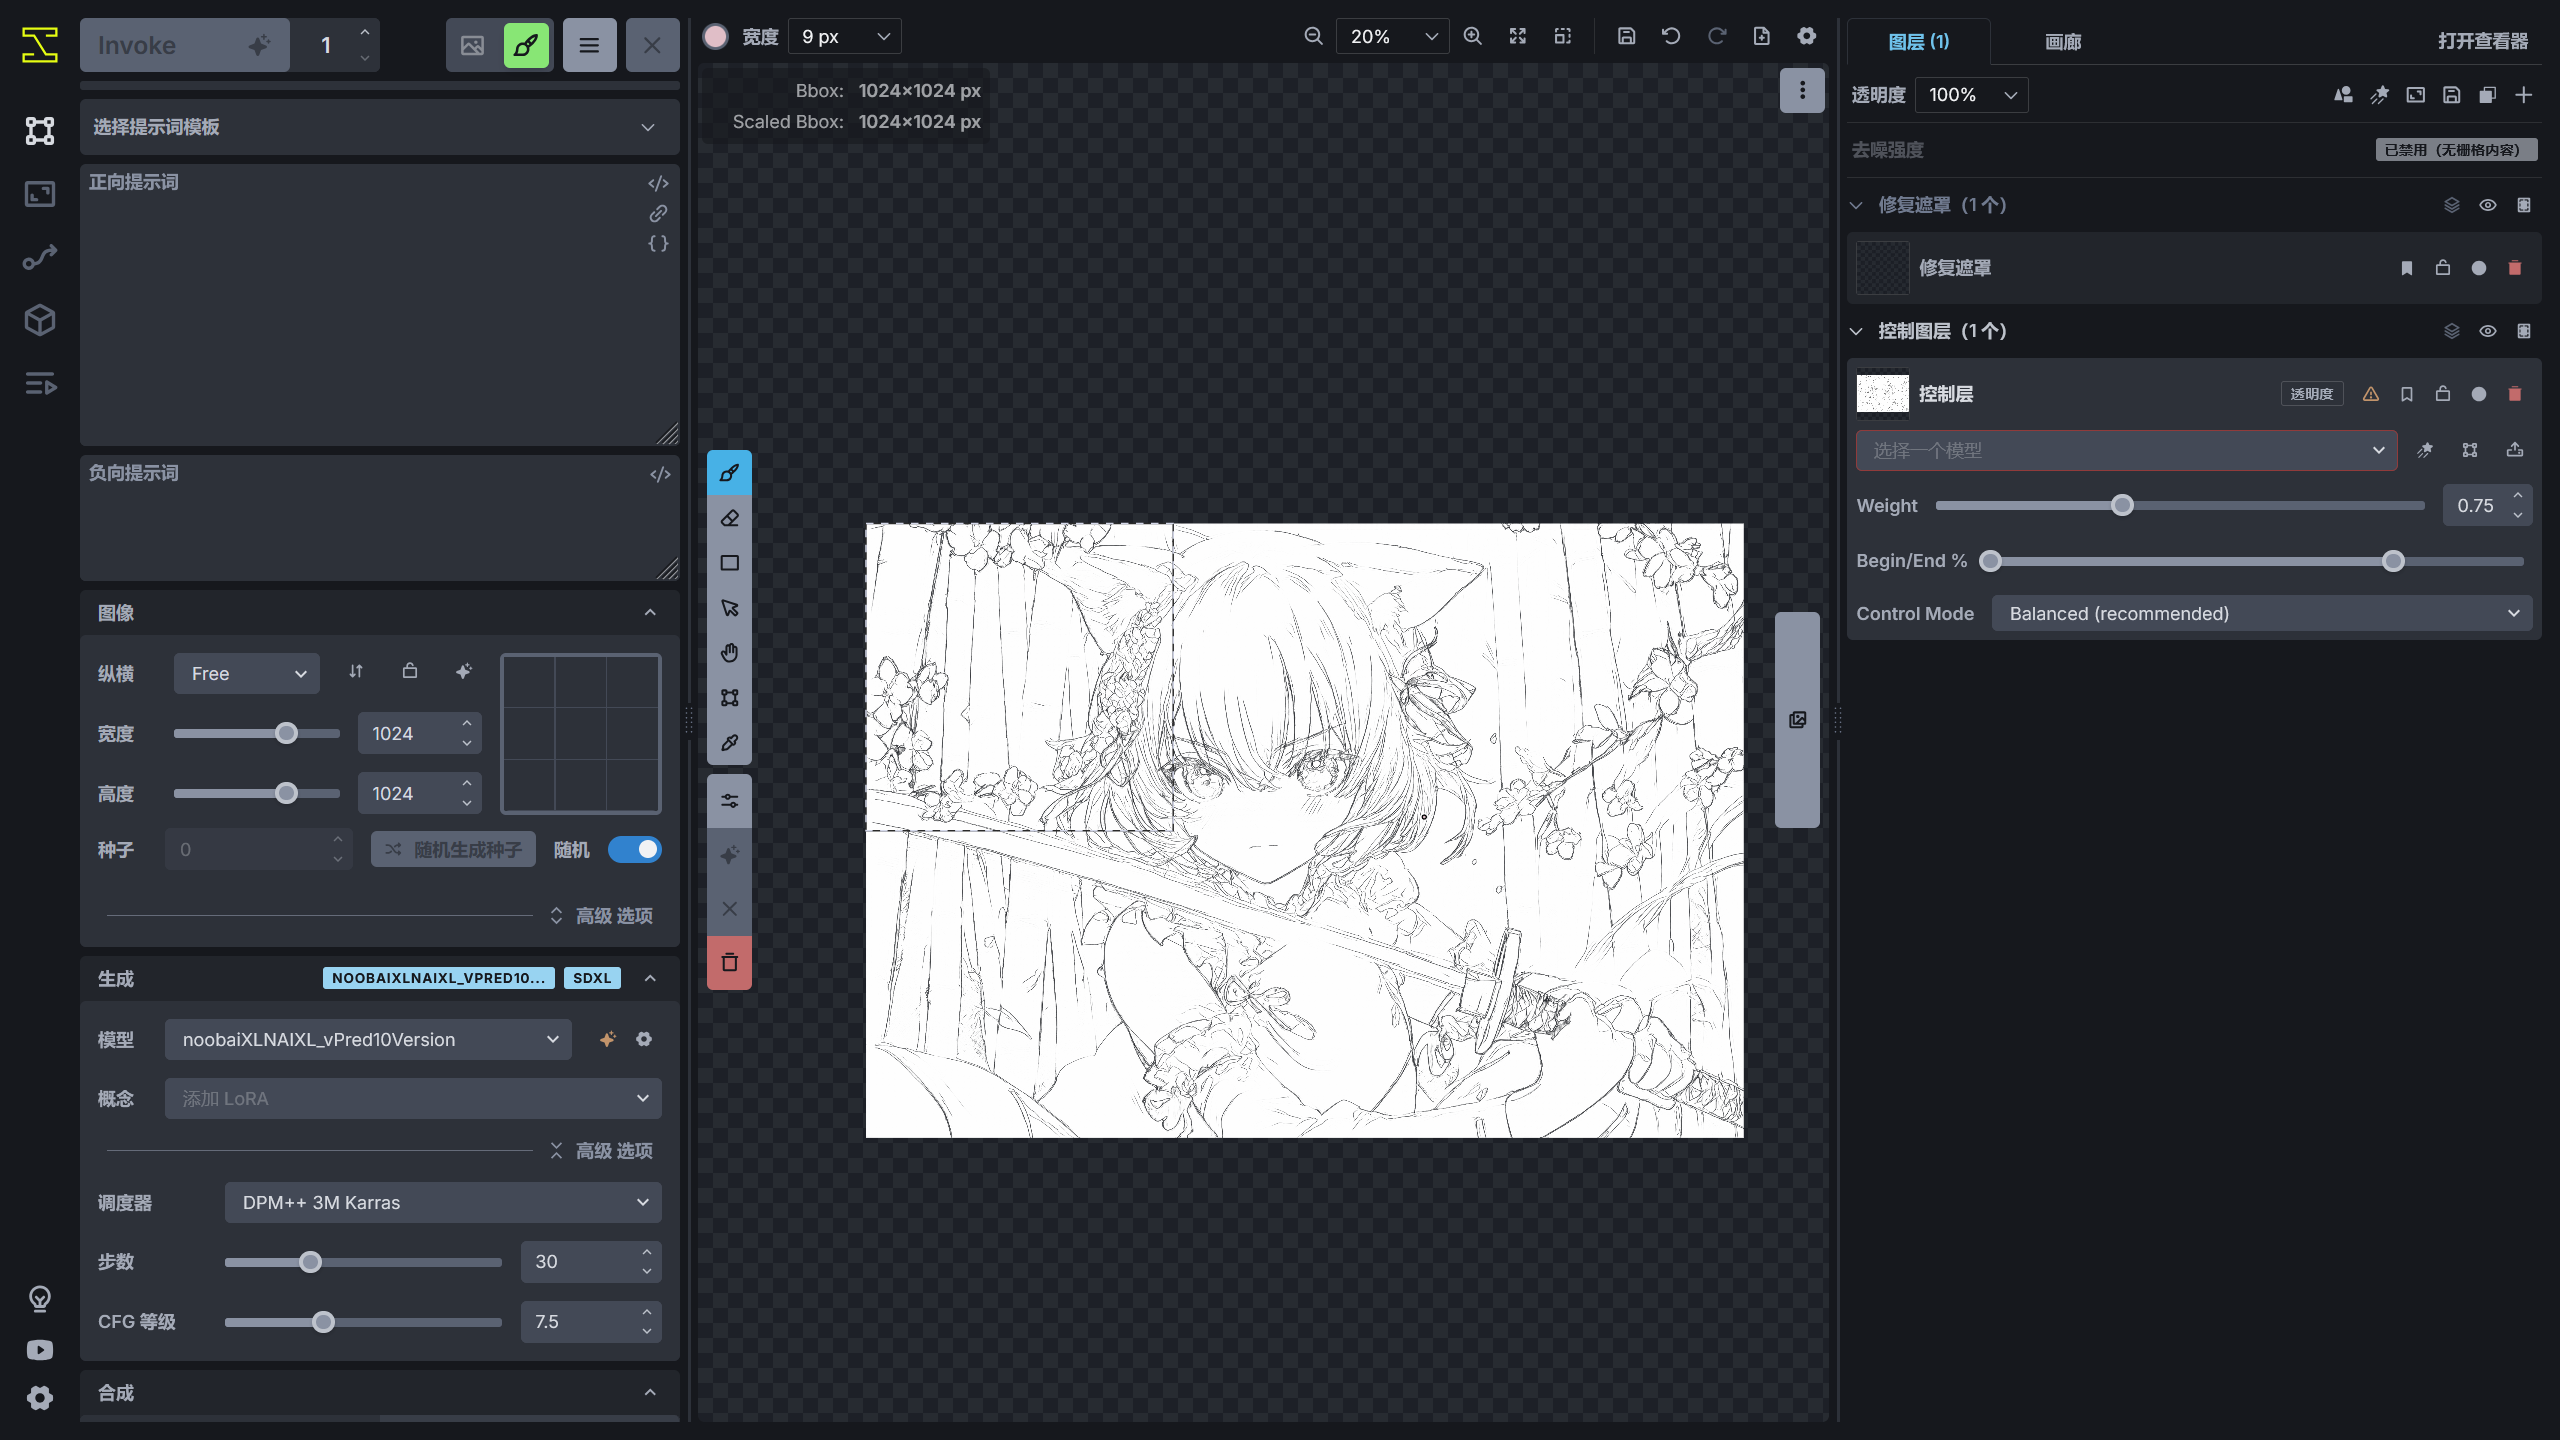 Invoke
1
选择提示词模板
正向提示词
负向提示词
图像
纵横
Free
宽度
1024
高度
1024
种子
0
随机生成种子
随机
高级 选项
生成
NOOBAIXLNAIXL_VPRED10...
SDXL
模型
noobaiXLNAIXL_vPred10Version
概念
添加 LoRA
高级 选项
调度器
DPM++ 3M Karras
步数
30
CFG 等级
7.5
合成
宽度
9 px
20%
Bbox: 1024×1024 px
Scaled Bbox: 1024×1024 px
图层 (1)
画廊
打开查看器
透明度
100%
去噪强度
已禁用（无栅格内容）
修复遮罩（1 个）
修复遮罩
控制图层（1 个）
控制层
透明度
选择一个模型
Weight
0.75
Begin/End %
Control Mode
Balanced (recommended)